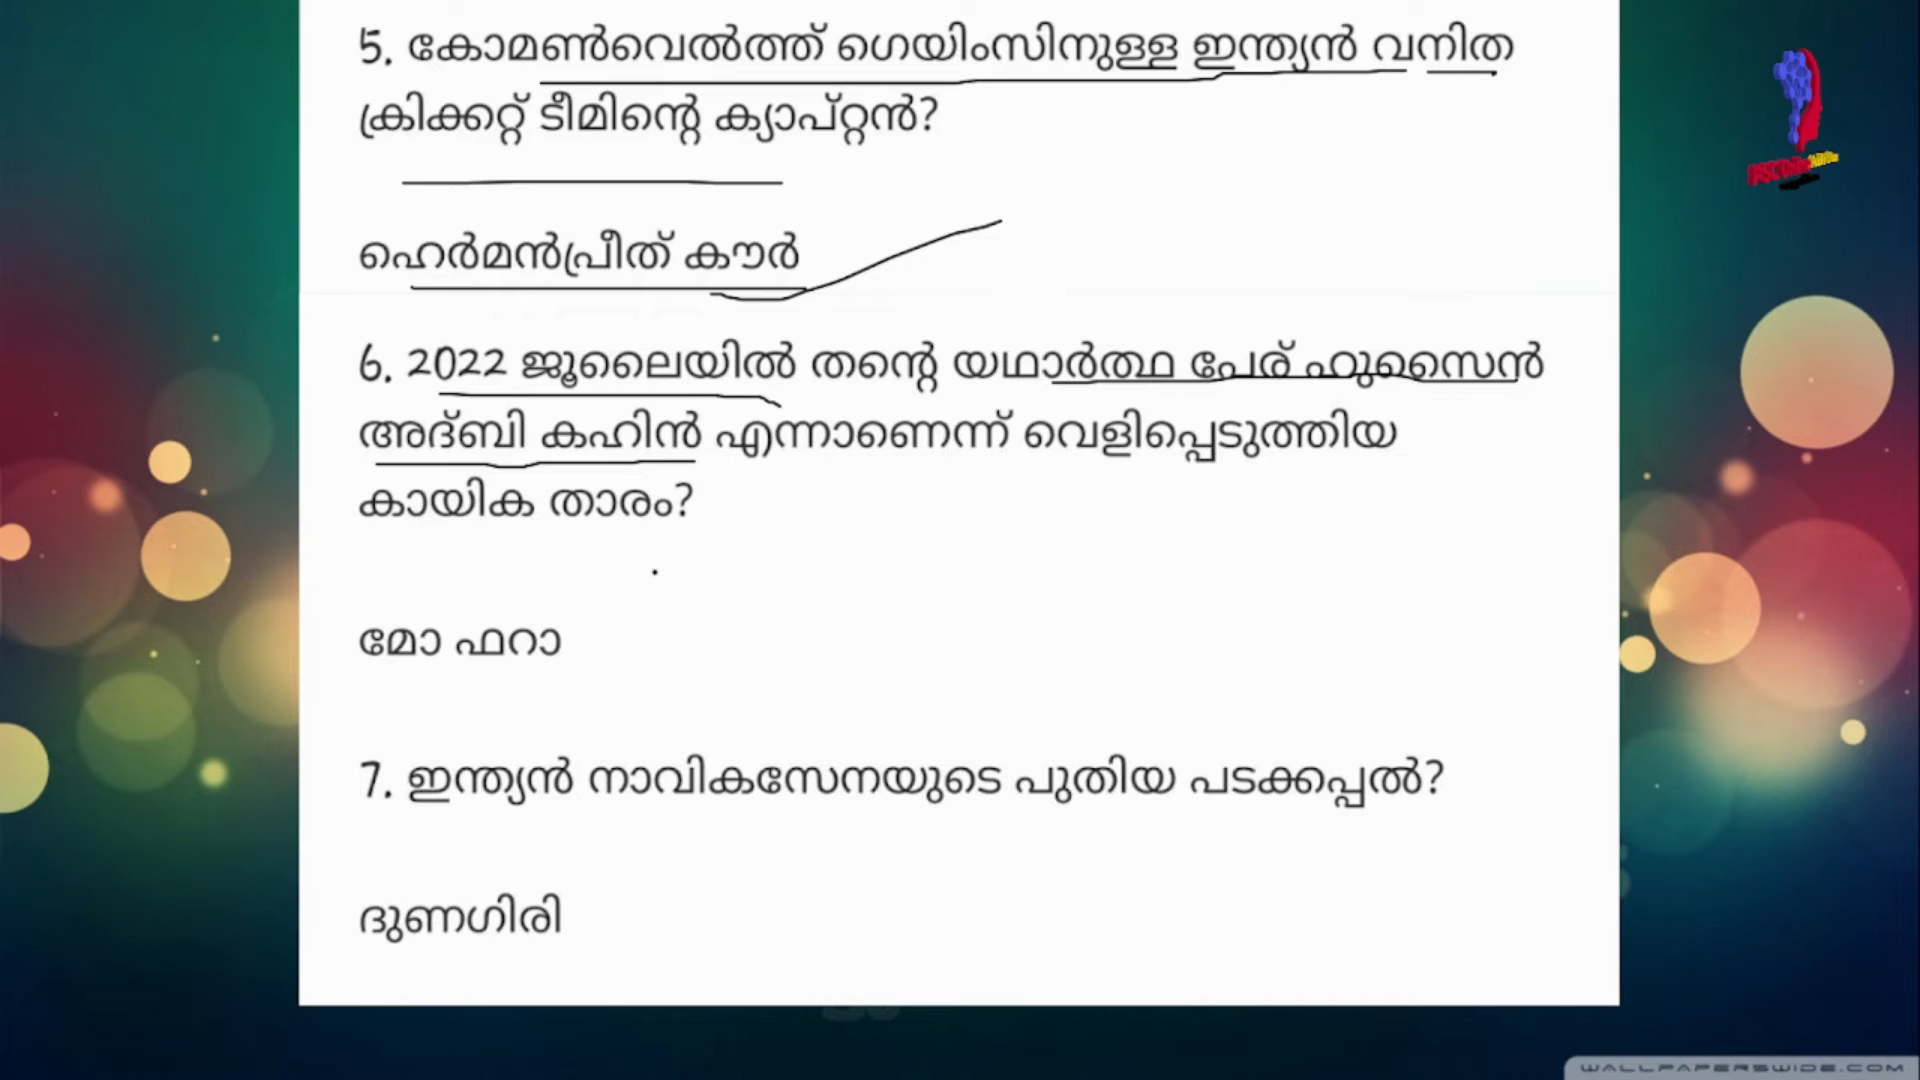 5. കോമൺവെൽത്ത് ഗെയിംസിനുള്ള ഇന്ത്യൻ വനിത
ക്രിക്കറ്റ് ടീമിന്റെ ക്യാപ്റ്റൻ?
ഹെർമൻപ്രീത് കൗർ
6. 2022 ജൂലൈയിൽ തന്റെ യഥാർത്ഥ പേര് ഹുസൈൻ
അദ്ബി കഹിൻ എന്നാണെന്ന് വെളിപ്പെടുത്തിയ
കായിക താരം?
മോ ഫറാ
7. ഇന്ത്യൻ നാവികസേനയുടെ പുതിയ പടക്കപ്പൽ?
ദുണഗിരി
WALLPAPERSWIDE.COM